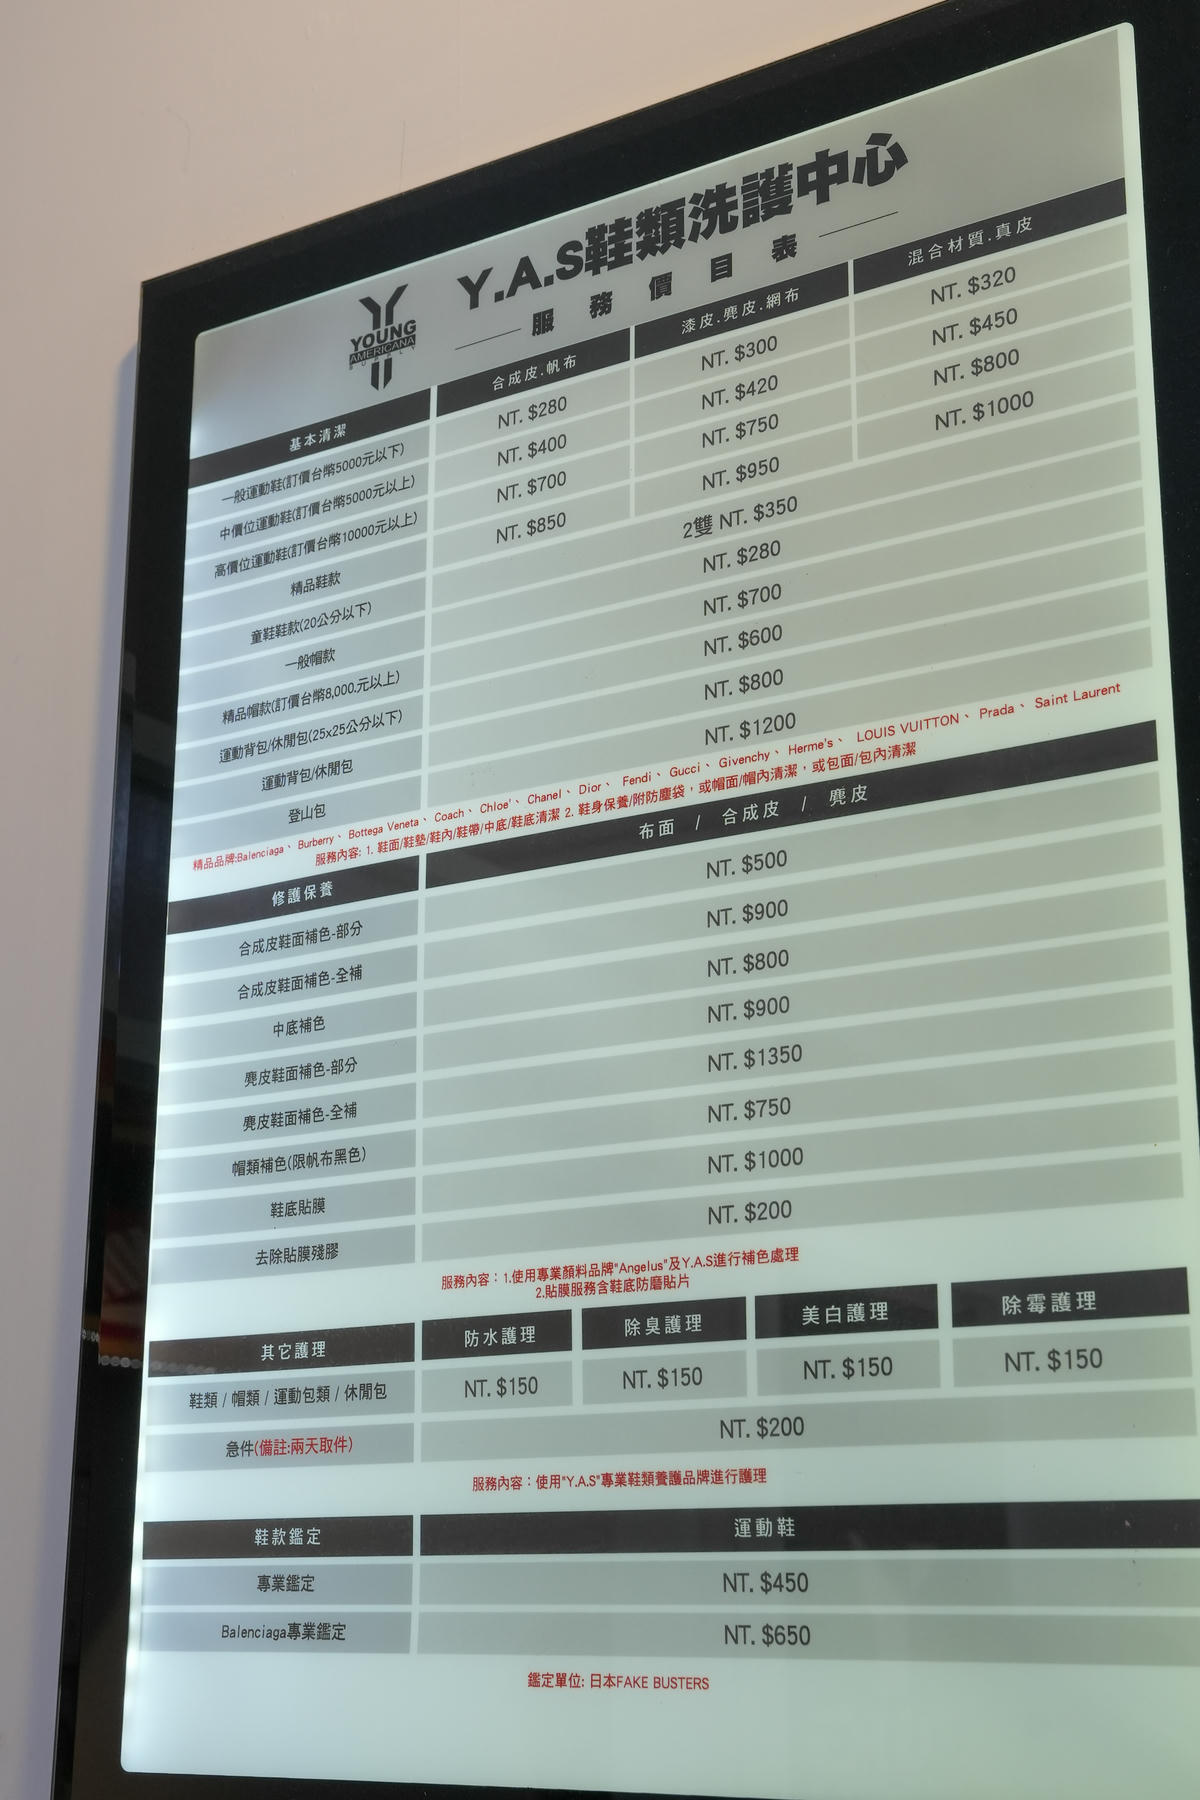 Y.A.S鞋類洗護中心
服務價目表
YOUNG
AMERICANA
SUPPLY
基本清潔 合成皮.帆布 漆皮.麂皮.網布 混合材質.真皮
一般運動鞋(訂價台幣5000元以下) NT. $280 NT. $300 NT. $320
中價位運動鞋(訂價台幣5000元以上) NT. $400 NT. $420 NT. $450
高價位運動鞋(訂價台幣10000元以上) NT. $700 NT. $750 NT. $800
精品鞋款 NT. $850 NT. $950 NT. $1000
童鞋鞋款(20公分以下) 2雙 NT. $350
一般帽款 NT. $280
精品帽款(訂價台幣8,000.元以上) NT. $700
運動背包/休閒包(25x25公分以下) NT. $600
運動背包/休閒包 NT. $800
登山包 NT. $1200
精品品牌:Balenciaga、 Burberry、 Bottega Veneta、 Coach、 Chloe'、 Chanel、 Dior、 Fendi、 Gucci、 Givenchy、 Herme's、 LOUIS VUITTON、 Prada、 Saint Laurent
服務內容: 1. 鞋面/鞋墊/鞋內/鞋帶/中底/鞋底清潔 2. 鞋身保養/附防塵袋，或帽面/帽內清潔，或包面/包內清潔
修護保養 布面 / 合成皮 / 麂皮
合成皮鞋面補色-部分 NT. $500
合成皮鞋面補色-全補 NT. $900
中底補色 NT. $800
麂皮鞋面補色-部分 NT. $900
麂皮鞋面補色-全補 NT. $1350
帽類補色(限帆布黑色) NT. $750
鞋底貼膜 NT. $1000
去除貼膜殘膠 NT. $200
服務內容：1.使用專業顏料品牌"Angelus"及Y.A.S進行補色處理
2.貼膜服務含鞋底防磨貼片
其它護理 防水護理 除臭護理 美白護理 除霉護理
鞋類 / 帽類 / 運動包類 / 休閒包 NT. $150 NT. $150 NT. $150 NT. $150
急件(備註:兩天取件) NT. $200
服務內容：使用"Y.A.S"專業鞋類養護品牌進行護理
鞋款鑑定 運動鞋
專業鑑定 NT. $450
Balenciaga專業鑑定 NT. $650
鑑定單位: 日本FAKE BUSTERS